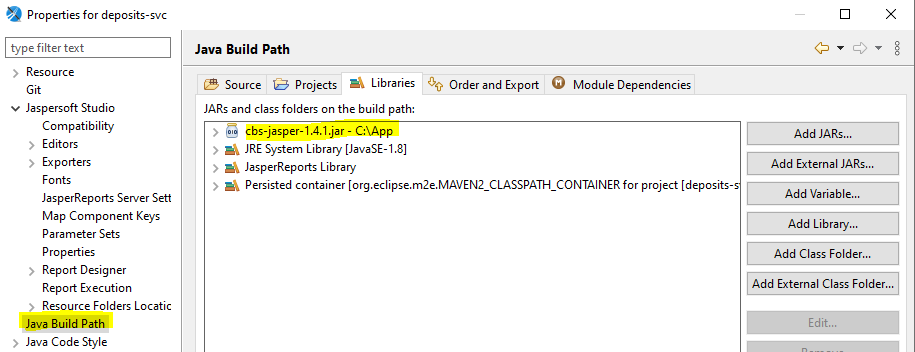 Properties for deposits-svc
type filter text
Java Build Path
Resource
Git
Jaspersoft Studio
Compatibility
Editors
Exporters
Fonts
JasperReports Server Sett
Map Component Keys
Parameter Sets
Properties
Report Designer
Report Execution
Resource Folders Locatio
Java Build Path
Java Code Style
Source
Projects
Libraries
Order and Export
Module Dependencies
JARs and class folders on the build path:
cbs-jasper-1.4.1.jar - C:\App
JRE System Library [JavaSE-1.8]
JasperReports Library
Persisted container [org.eclipse.m2e.MAVEN2_CLASSPATH_CONTAINER for project [deposits-sv
Add JARs...
Add External JARs...
Add Variable...
Add Library...
Add Class Folder...
Add External Class Folder...
Edit...
Remove